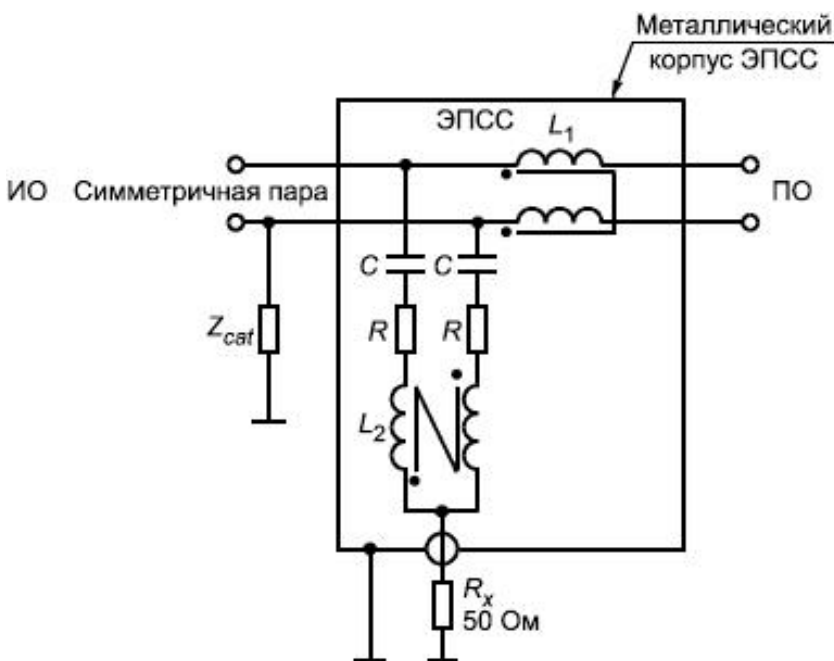 Металлический
корпус ЭПСС
ЭПСС
L1
ИО Симметричная пара
ПО
C
C
Zcat
R
R
L2
Rx
50 Ом